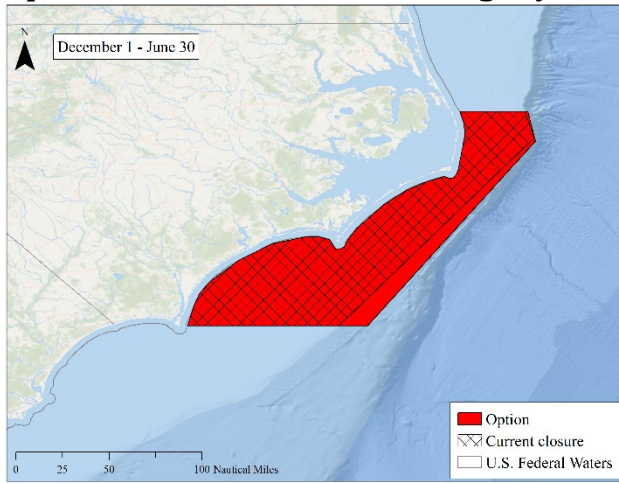 N
December 1 - June 30
Option
Current closure
U.S. Federal Waters
0 25 50 100 Nautical Miles